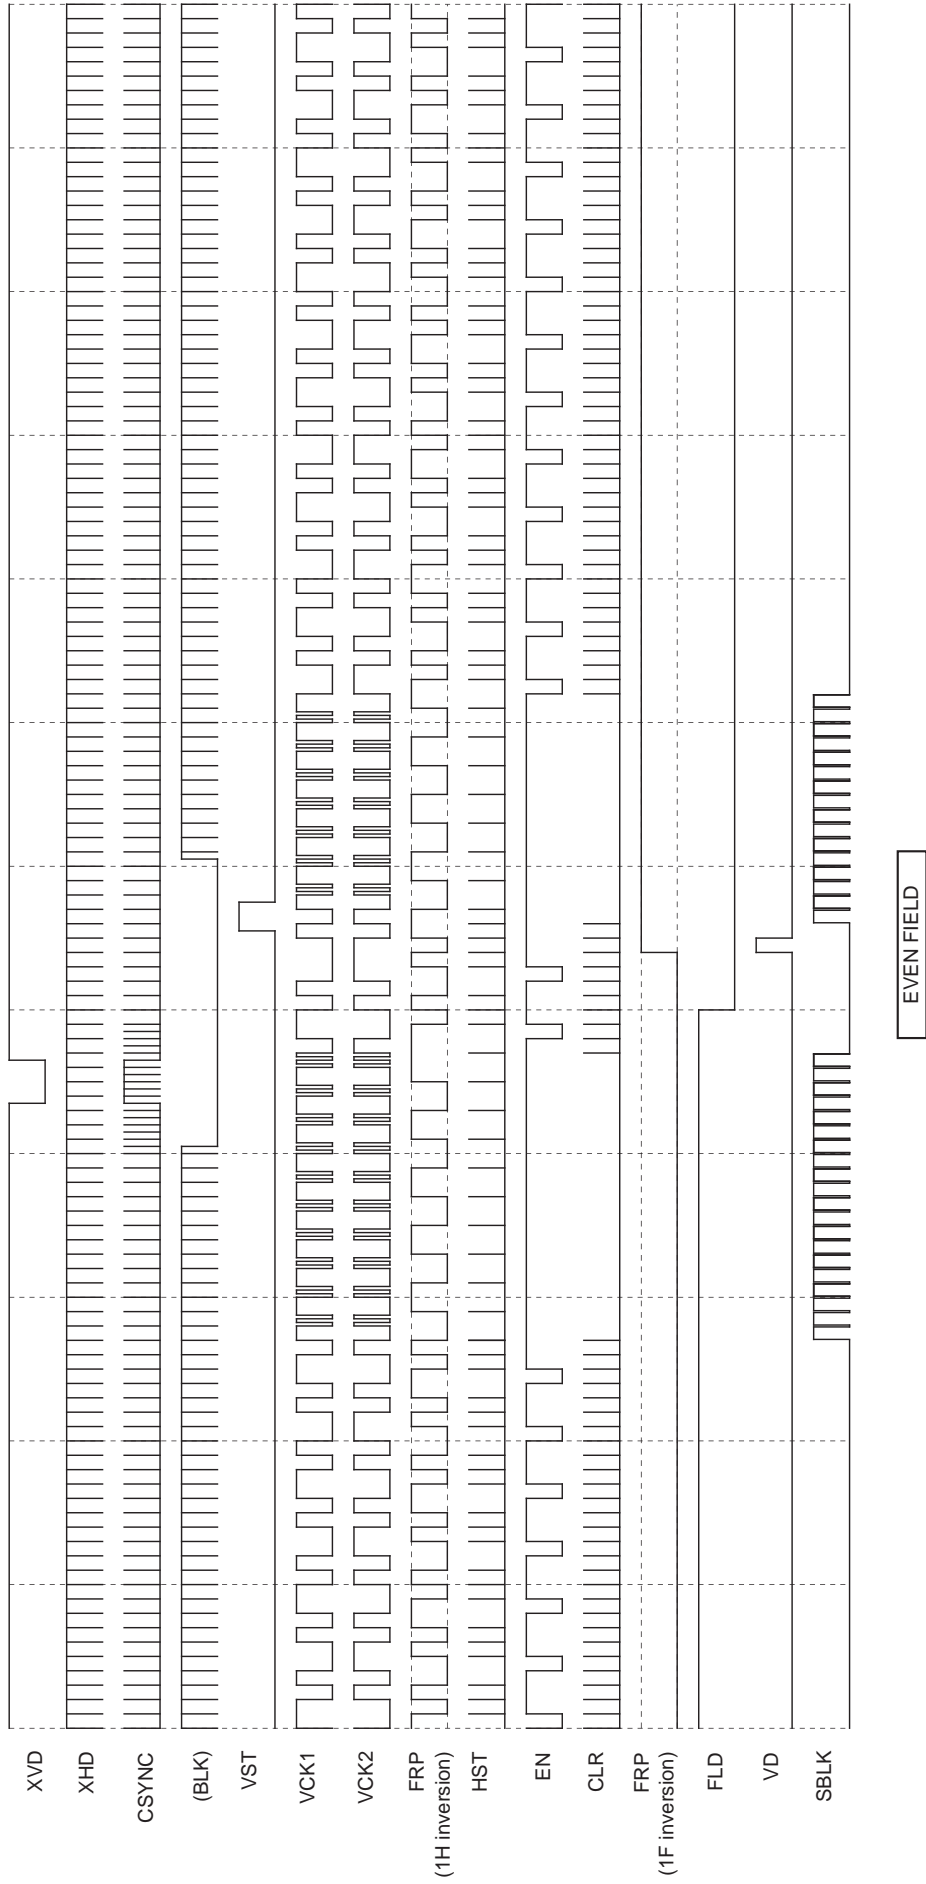 XVD
XHD
CSYNC
(BLK)
VST
VCK1
VCK2
FRP
(1H inversion)
HST
EN
CLR
FRP
(1F inversion)
FLD
VD
SBLK
EVEN FIELD